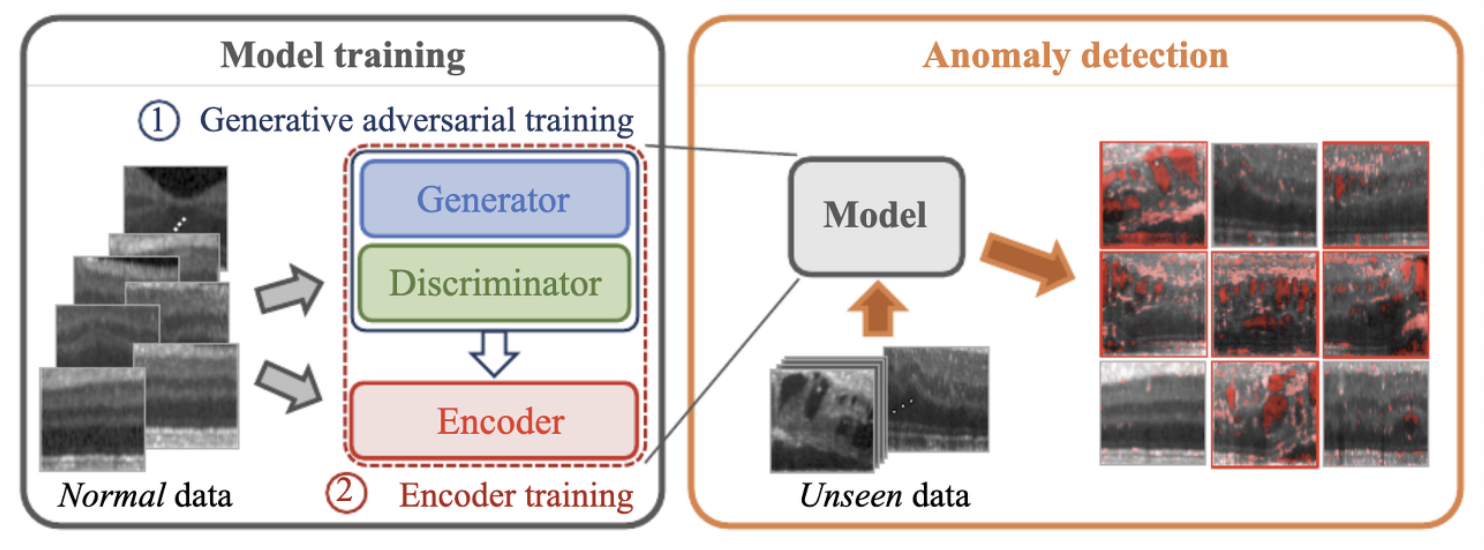 Model training
① Generative adversarial training
Generator
Discriminator
Encoder
Normal data
② Encoder training
Anomaly detection
Model
Unseen data